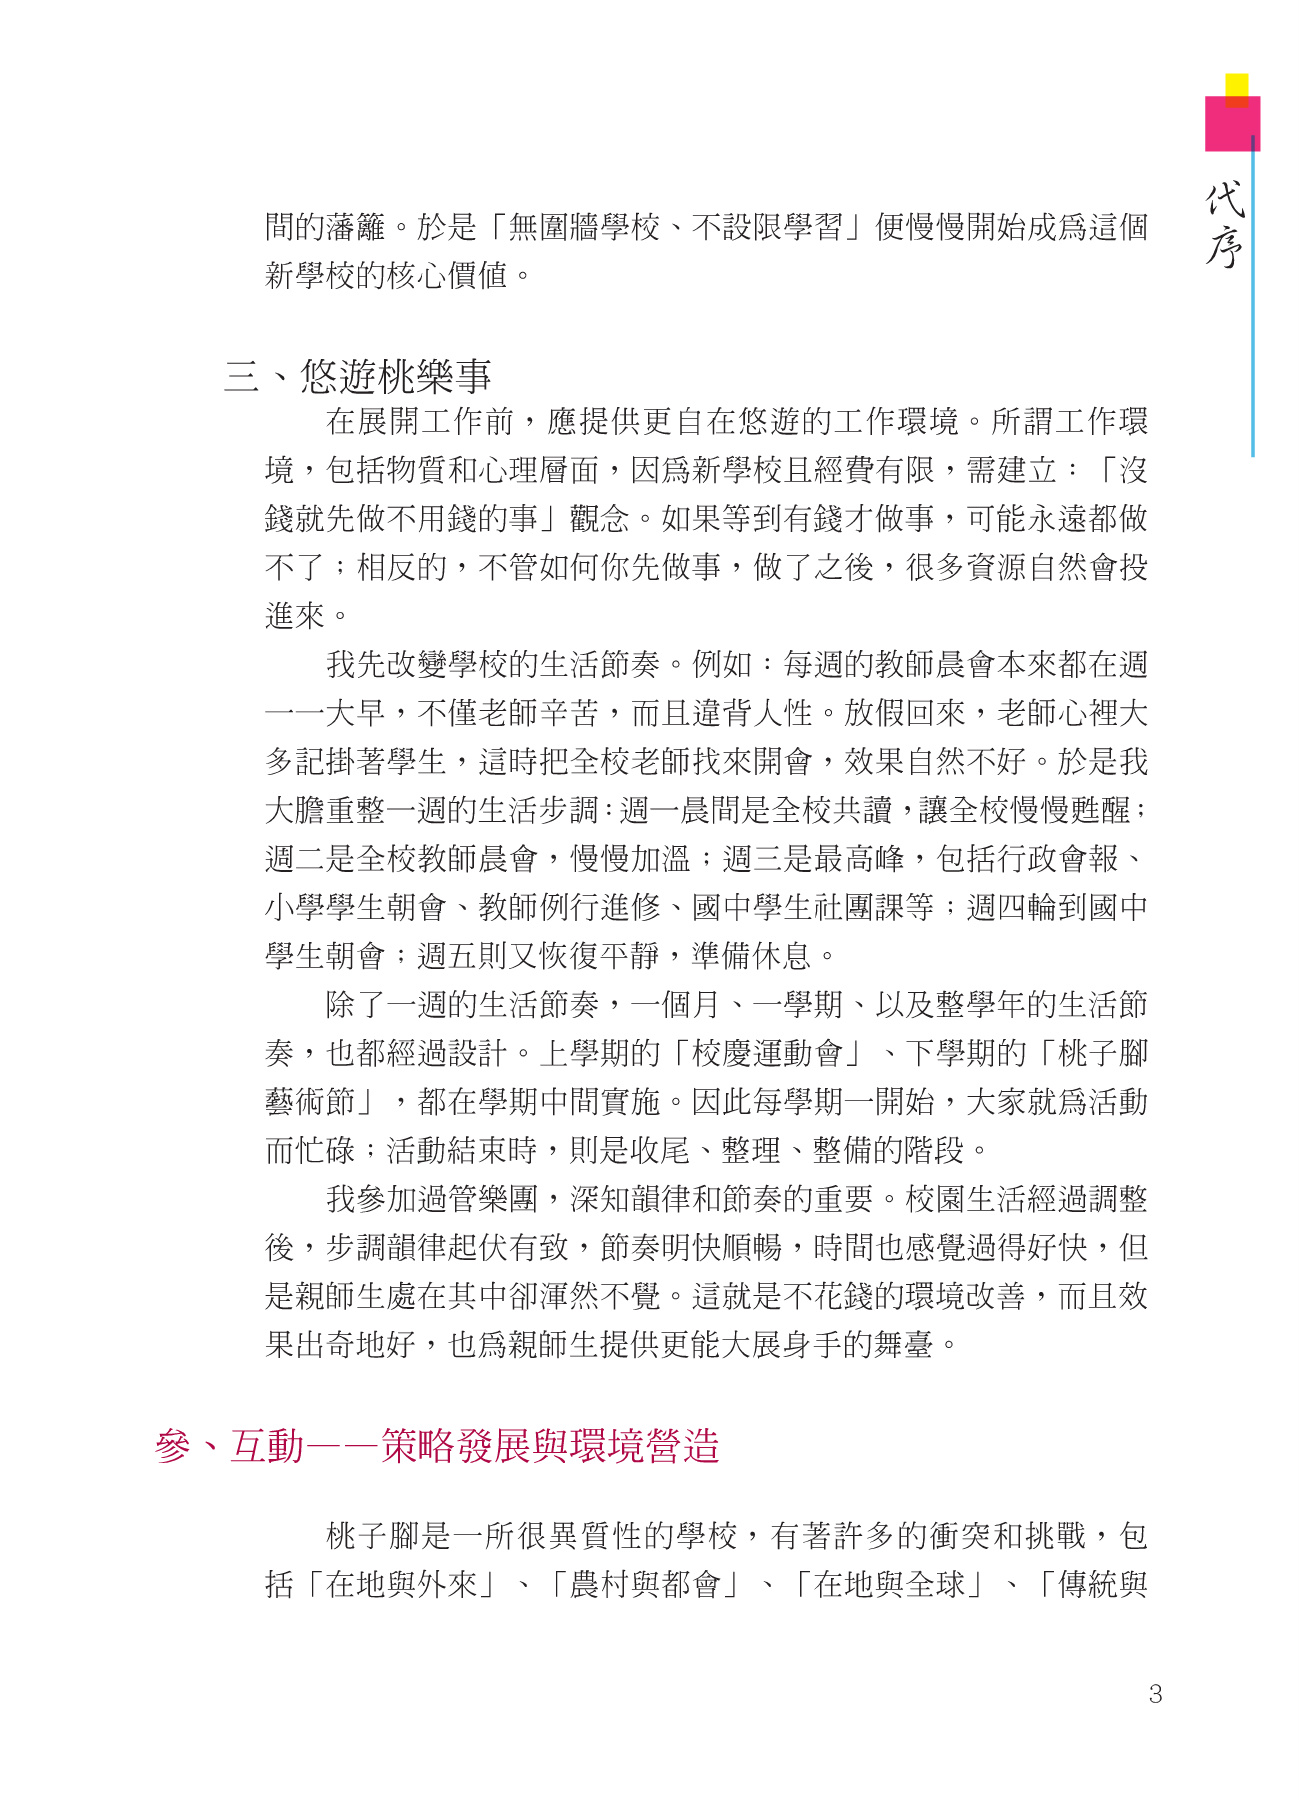 代序
間的藩籬。於是「無圍牆學校、不設限學習」便慢慢開始成為這個
新學校的核心價值。
三、悠遊桃樂事
在展開工作前，應提供更自在悠遊的工作環境。所謂工作環
境，包括物質和心理層面，因為新學校且經費有限，需建立：「沒
錢就先做不用錢的事」觀念。如果等到有錢才做事，可能永遠都做
不了；相反的，不管如何你先做事，做了之後，很多資源自然會投
進來。
我先改變學校的生活節奏。例如：每週的教師晨會本來都在週
一一大早，不僅老師辛苦，而且違背人性。放假回來，老師心裡大
多記掛著學生，這時把全校老師找來開會，效果自然不好。於是我
大膽重整一週的生活步調：週一晨間是全校共讀，讓全校慢慢甦醒；
週二是全校教師晨會，慢慢加溫；週三是最高峰，包括行政會報、
小學學生朝會、教師例行進修、國中學生社團課等；週四輪到國中
學生朝會；週五則又恢復平靜，準備休息。
除了一週的生活節奏，一個月、一學期、以及整學年的生活節
奏，也都經過設計。上學期的「校慶運動會」、下學期的「桃子腳
藝術節」，都在學期中間實施。因此每學期一開始，大家就為活動
而忙碌；活動結束時，則是收尾、整理、整備的階段。
我參加過管樂團，深知韻律和節奏的重要。校園生活經過調整
後，步調韻律起伏有致，節奏明快順暢，時間也感覺過得好快，但
是親師生處在其中卻渾然不覺。這就是不花錢的環境改善，而且效
果出奇地好，也為親師生提供更能大展身手的舞臺。
參、互動——策略發展與環境營造
桃子腳是一所很異質性的學校，有著許多的衝突和挑戰，包
括「在地與外來」、「農村與都會」、「在地與全球」、「傳統與
3